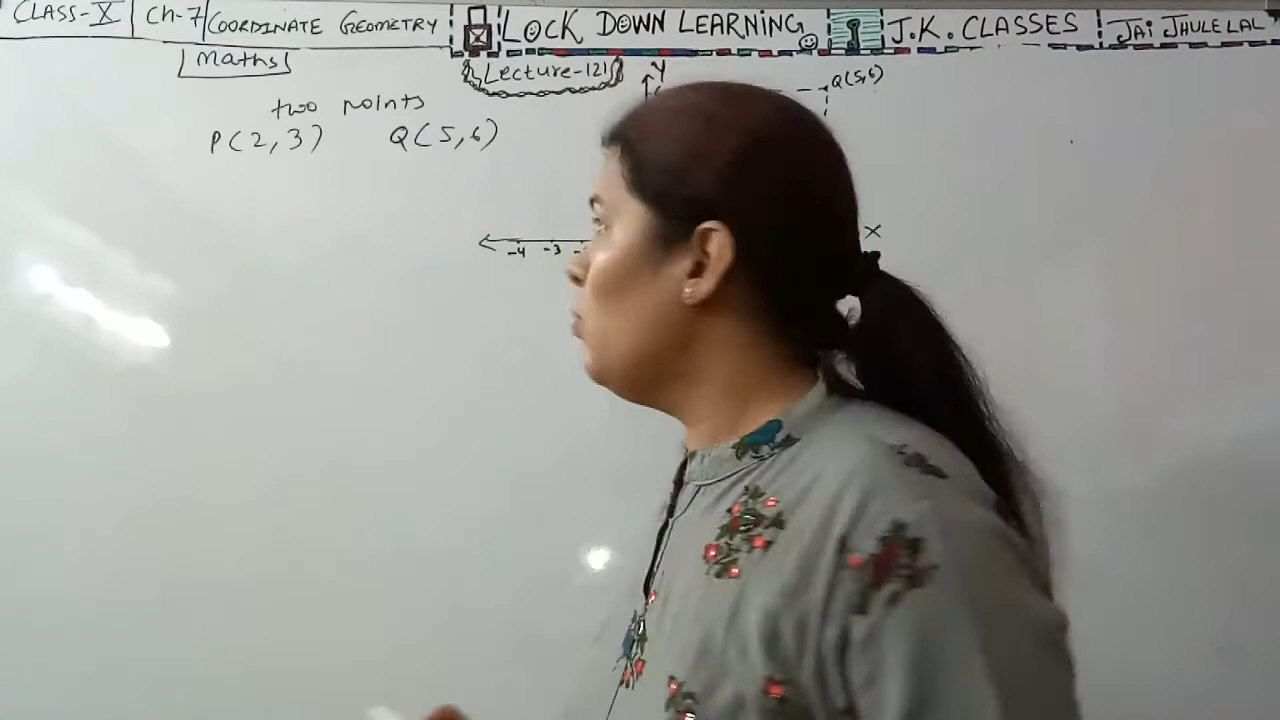 CLASS-X Ch-7 COORDINATE GEOMETRY LOCK DOWN LEARNING J.K. CLASSES JAI JHULELAL
Maths
Lecture-121
two points
P(2,3) Q(5,6)
Y
Q(5,6)
X
-4 -3